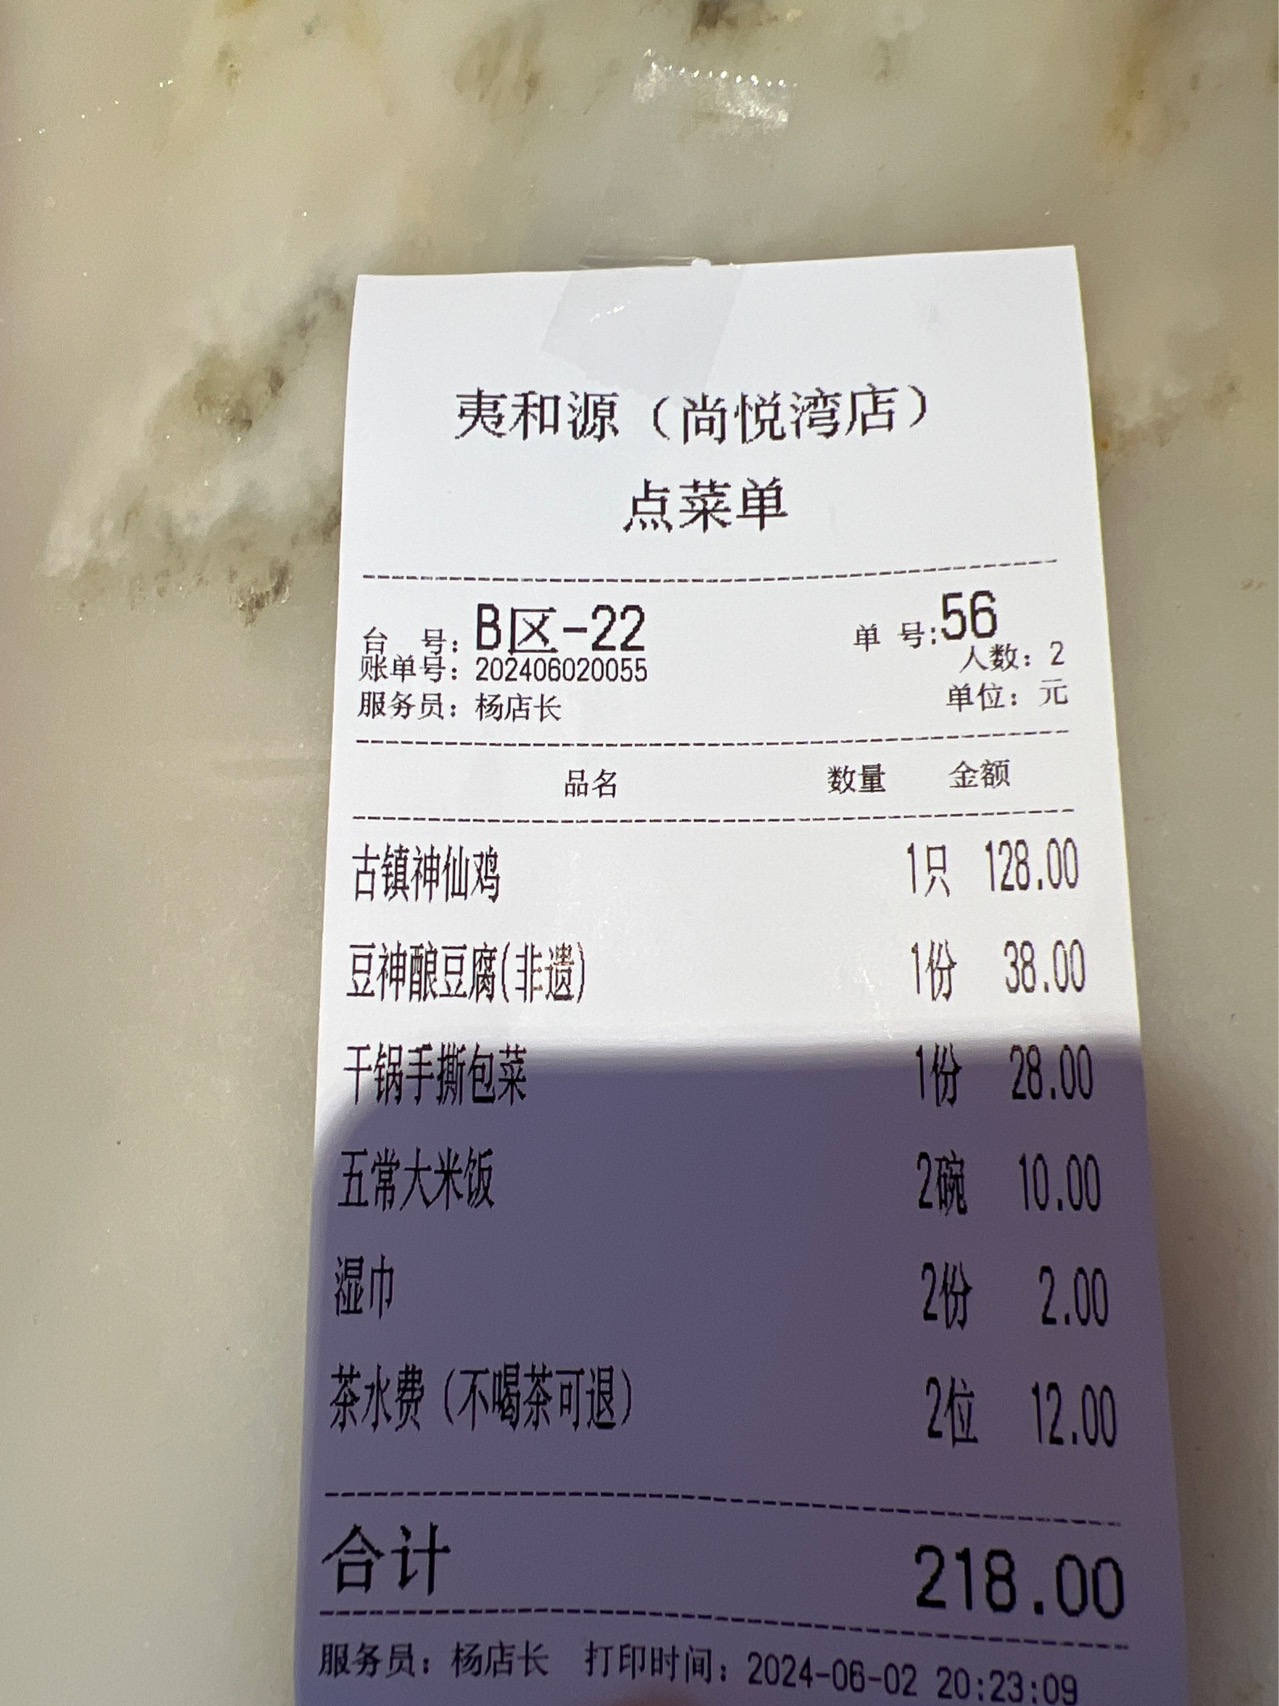 夷和源（尚悦湾店）
点菜单
台 号：B区-22 单 号:56
账单号：202406020055 人数：2
服务员：杨店长 单位：元
品名 数量 金额
古镇神仙鸡 1只 128.00
豆神酿豆腐(非遗) 1份 38.00
干锅手撕包菜 1份 28.00
五常大米饭 2碗 10.00
湿巾 2份 2.00
茶水费（不喝茶可退） 2位 12.00
合计 218.00
服务员：杨店长 打印时间：2024-06-02 20:23:09